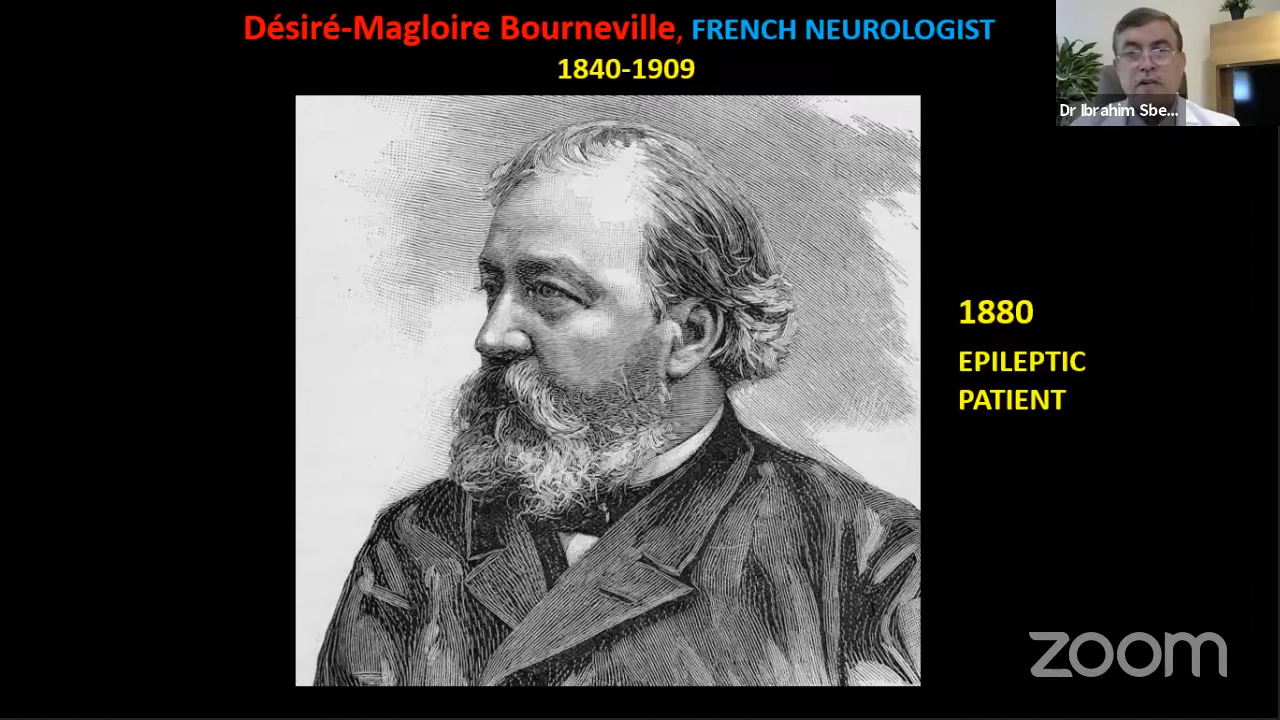 Désiré-Magloire Bourneville, FRENCH NEUROLOGIST
1840-1909
Dr Ibrahim Sbe...
1880
EPILEPTIC
PATIENT
zoom